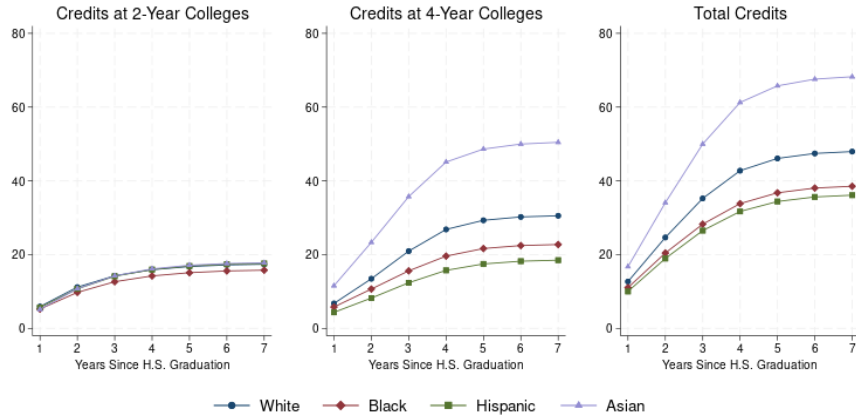 Credits at 2-Year Colleges
80
60
40
20
0
1 2 3 4 5 6 7
Years Since H.S. Graduation
Credits at 4-Year Colleges
80
60
40
20
0
1 2 3 4 5 6 7
Years Since H.S. Graduation
Total Credits
80
60
40
20
0
1 2 3 4 5 6 7
Years Since H.S. Graduation
White Black Hispanic Asian